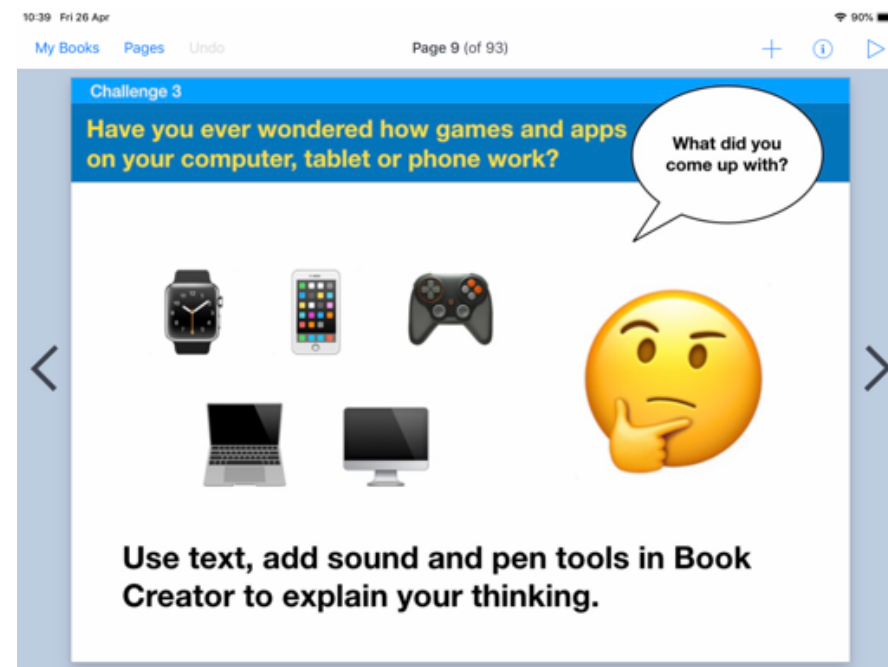 10:39 Fri 26 Apr
90%
My Books Pages Undo Page 9 (of 93)
Challenge 3
Have you ever wondered how games and apps
on your computer, tablet or phone work?
What did you
come up with?
Use text, add sound and pen tools in Book
Creator to explain your thinking.